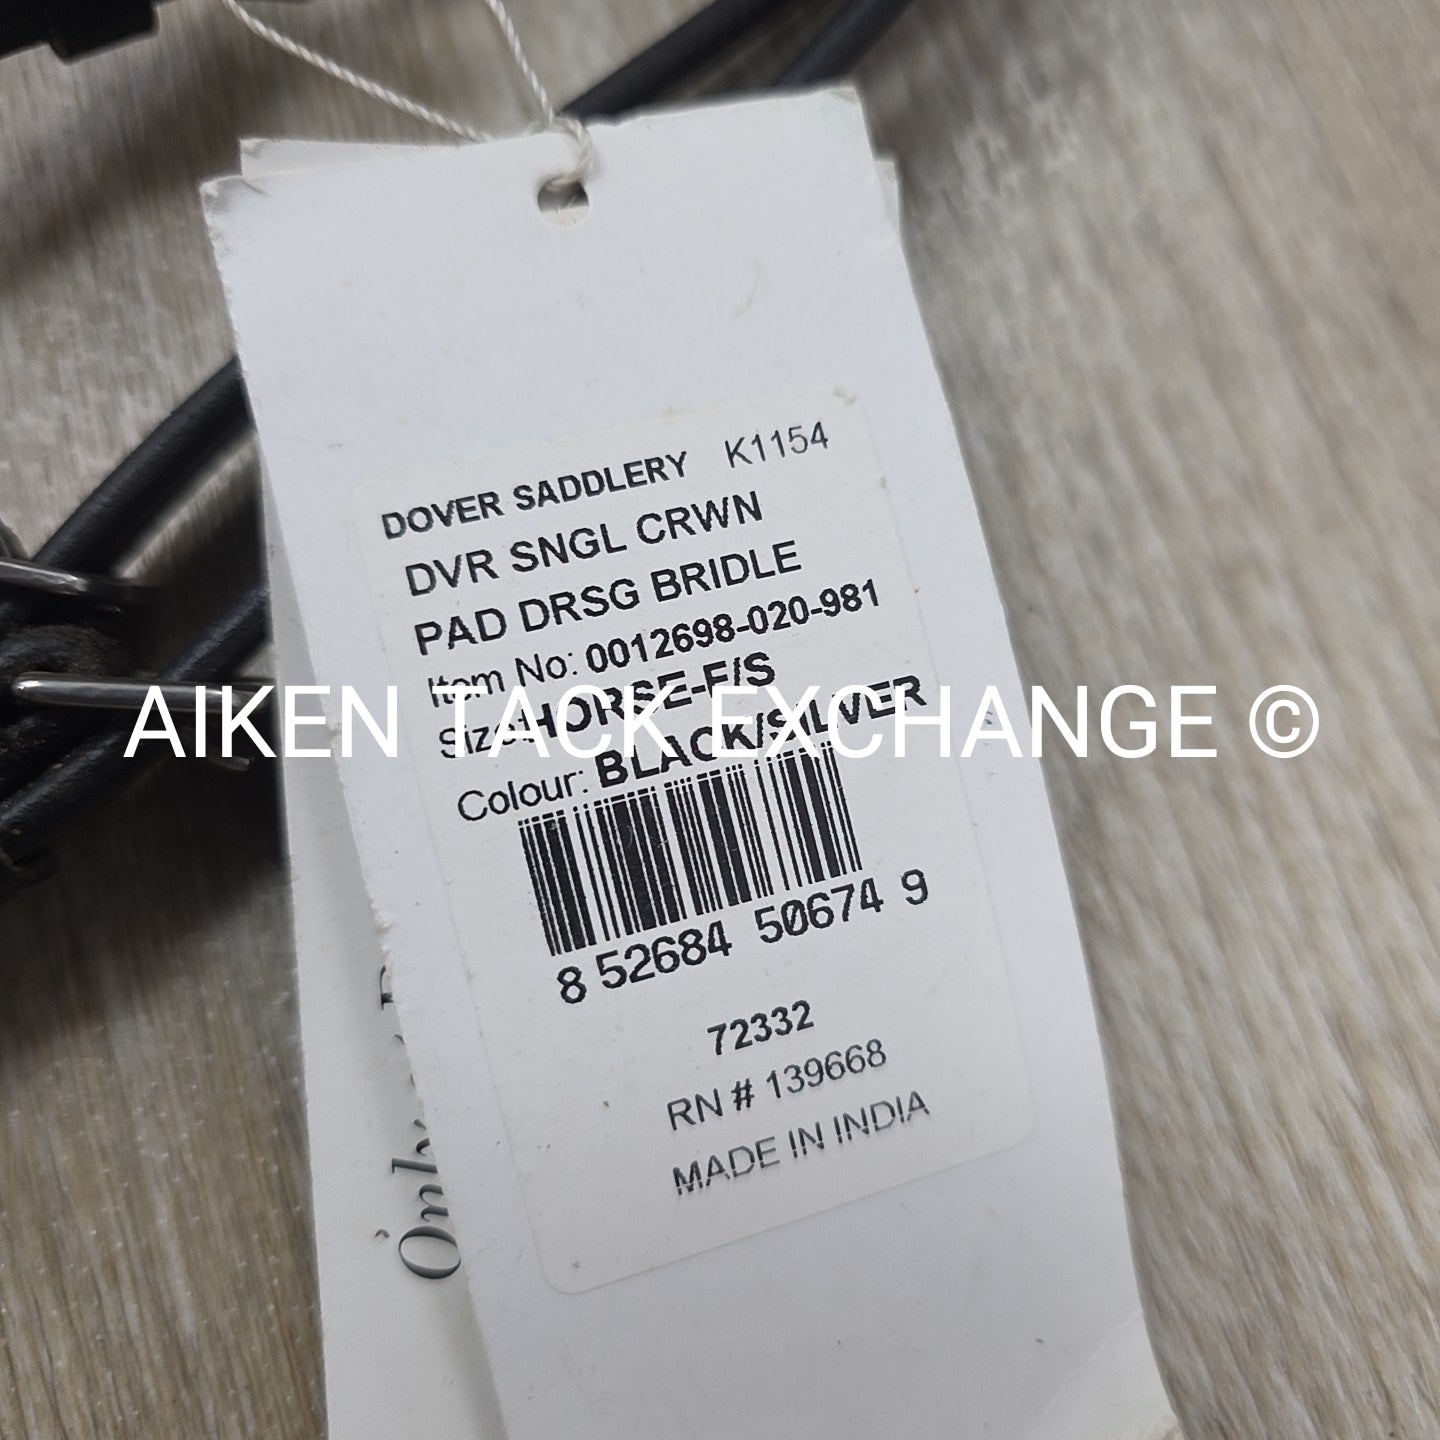 DOVER SADDLERY K1154
DVR SNGL CRWN
PAD DRSG BRIDLE
Item No: 0012698-020-981
Size:HORSE-F/S
AIKEN TACK EXCHANGE ©
Colour: BLACK/SILVER
8 52684 50674 9
72332
RN # 139668
MADE IN INDIA
Only